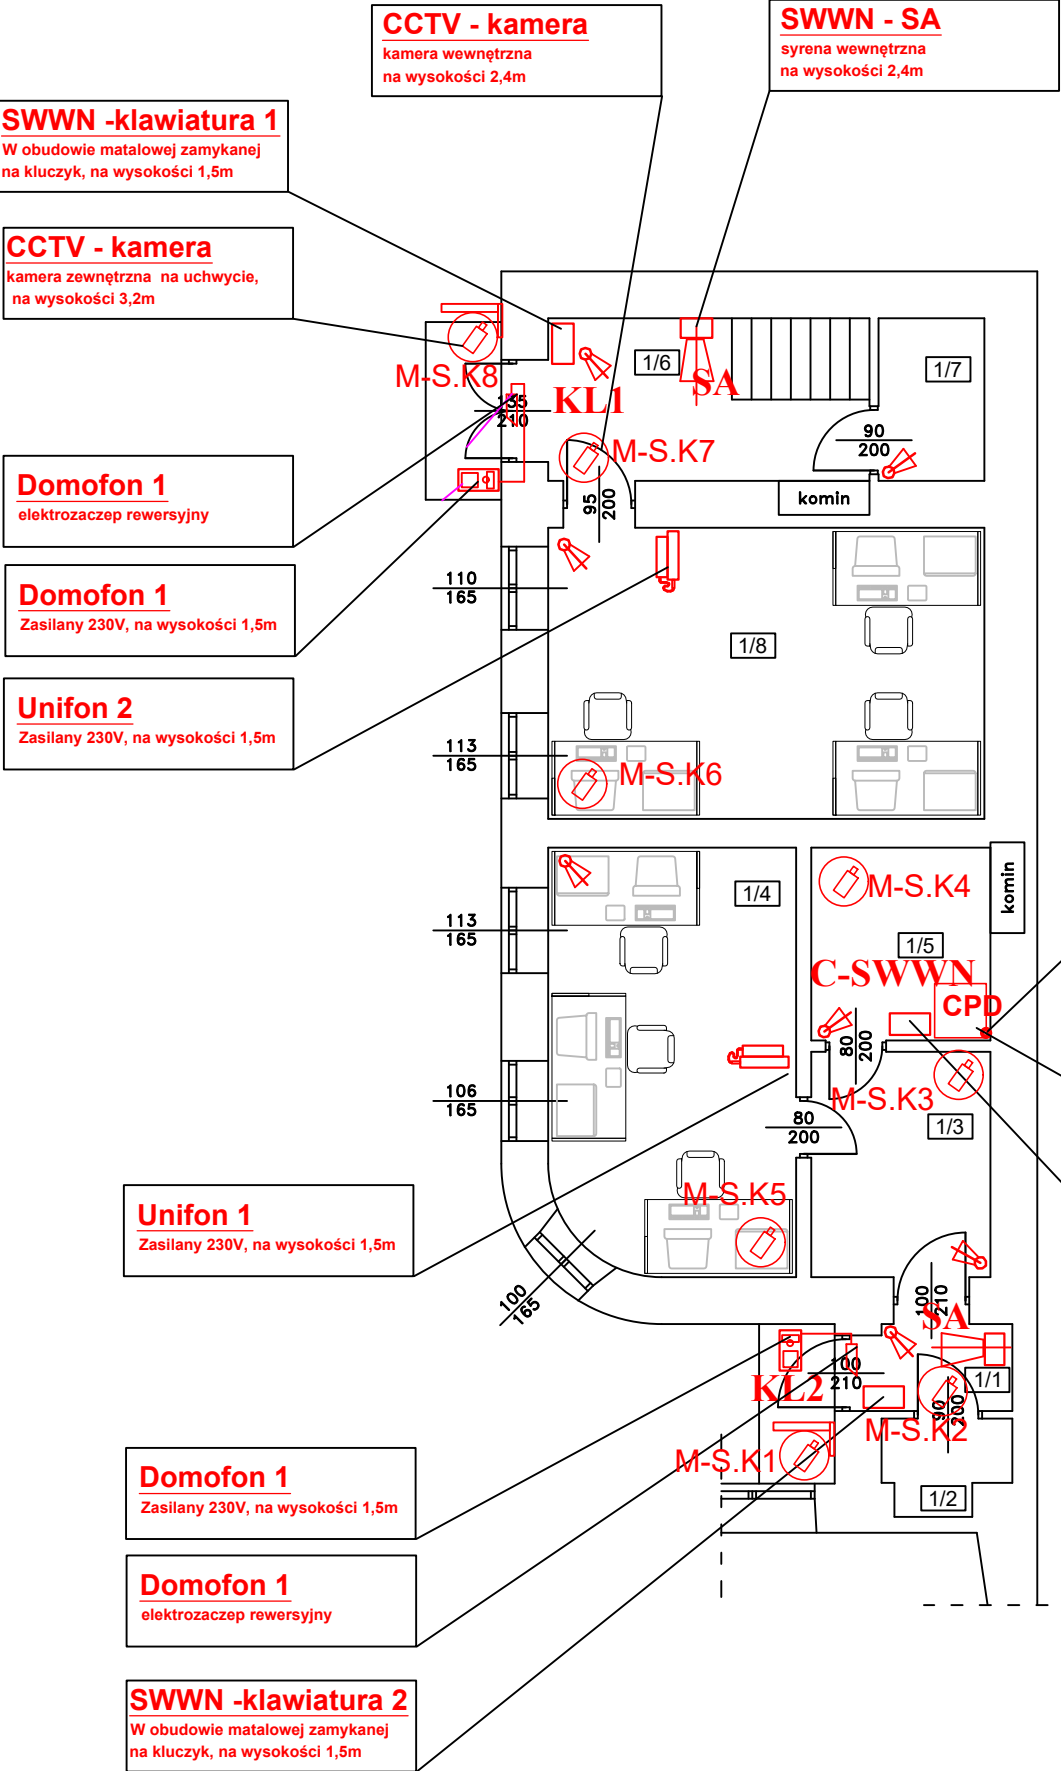 CCTV - kamera
kamera wewnętrzna
na wysokości 2,4m
SWWN - SA
syrena wewnętrzna
na wysokości 2,4m
SWWN -klawiatura 1
W obudowie matalowej zamykanej
na kluczyk, na wysokości 1,5m
CCTV - kamera
kamera zewnętrzna na uchwycie,
na wysokości 3,2m
M-S.K8
1/6
SA
1/7
KL1
135
210
M-S.K7
90
200
95
200
komin
Domofon 1
elektrozaczep rewersyjny
Domofon 1
Zasilany 230V, na wysokości 1,5m
110
165
1/8
Unifon 2
Zasilany 230V, na wysokości 1,5m
113
165
M-S.K6
113
165
1/4
M-S.K4
komin
1/5
C-SWWN
CPD
80
200
M-S.K3
106
165
80
200
1/3
Unifon 1
Zasilany 230V, na wysokości 1,5m
M-S.K5
100
165
100
210
SA
100
210
KL2
1/1
90
200
M-S.K2
M-S.K1
1/2
Domofon 1
Zasilany 230V, na wysokości 1,5m
Domofon 1
elektrozaczep rewersyjny
SWWN -klawiatura 2
W obudowie matalowej zamykanej
na kluczyk, na wysokości 1,5m